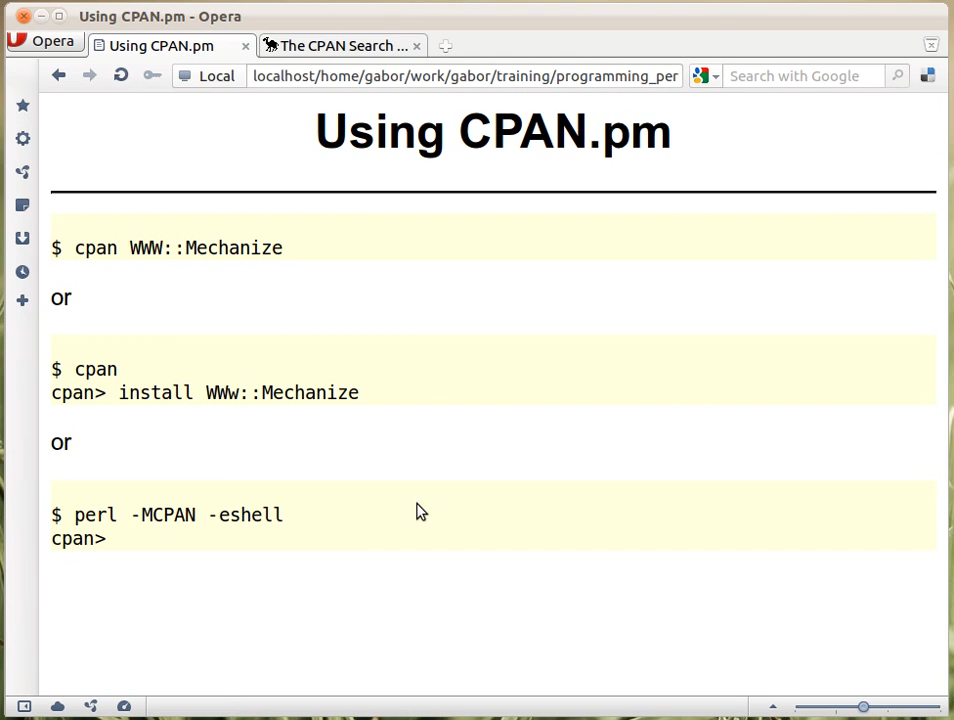 Using CPAN.pm - Opera
Opera
Using CPAN.pm
The CPAN Search ...
Local
localhost/home/gabor/work/gabor/training/programming_per
Search with Google
Using CPAN.pm
$ cpan WWW::Mechanize
or
$ cpan
cpan> install WWw::Mechanize
or
$ perl -MCPAN -eshell
cpan>